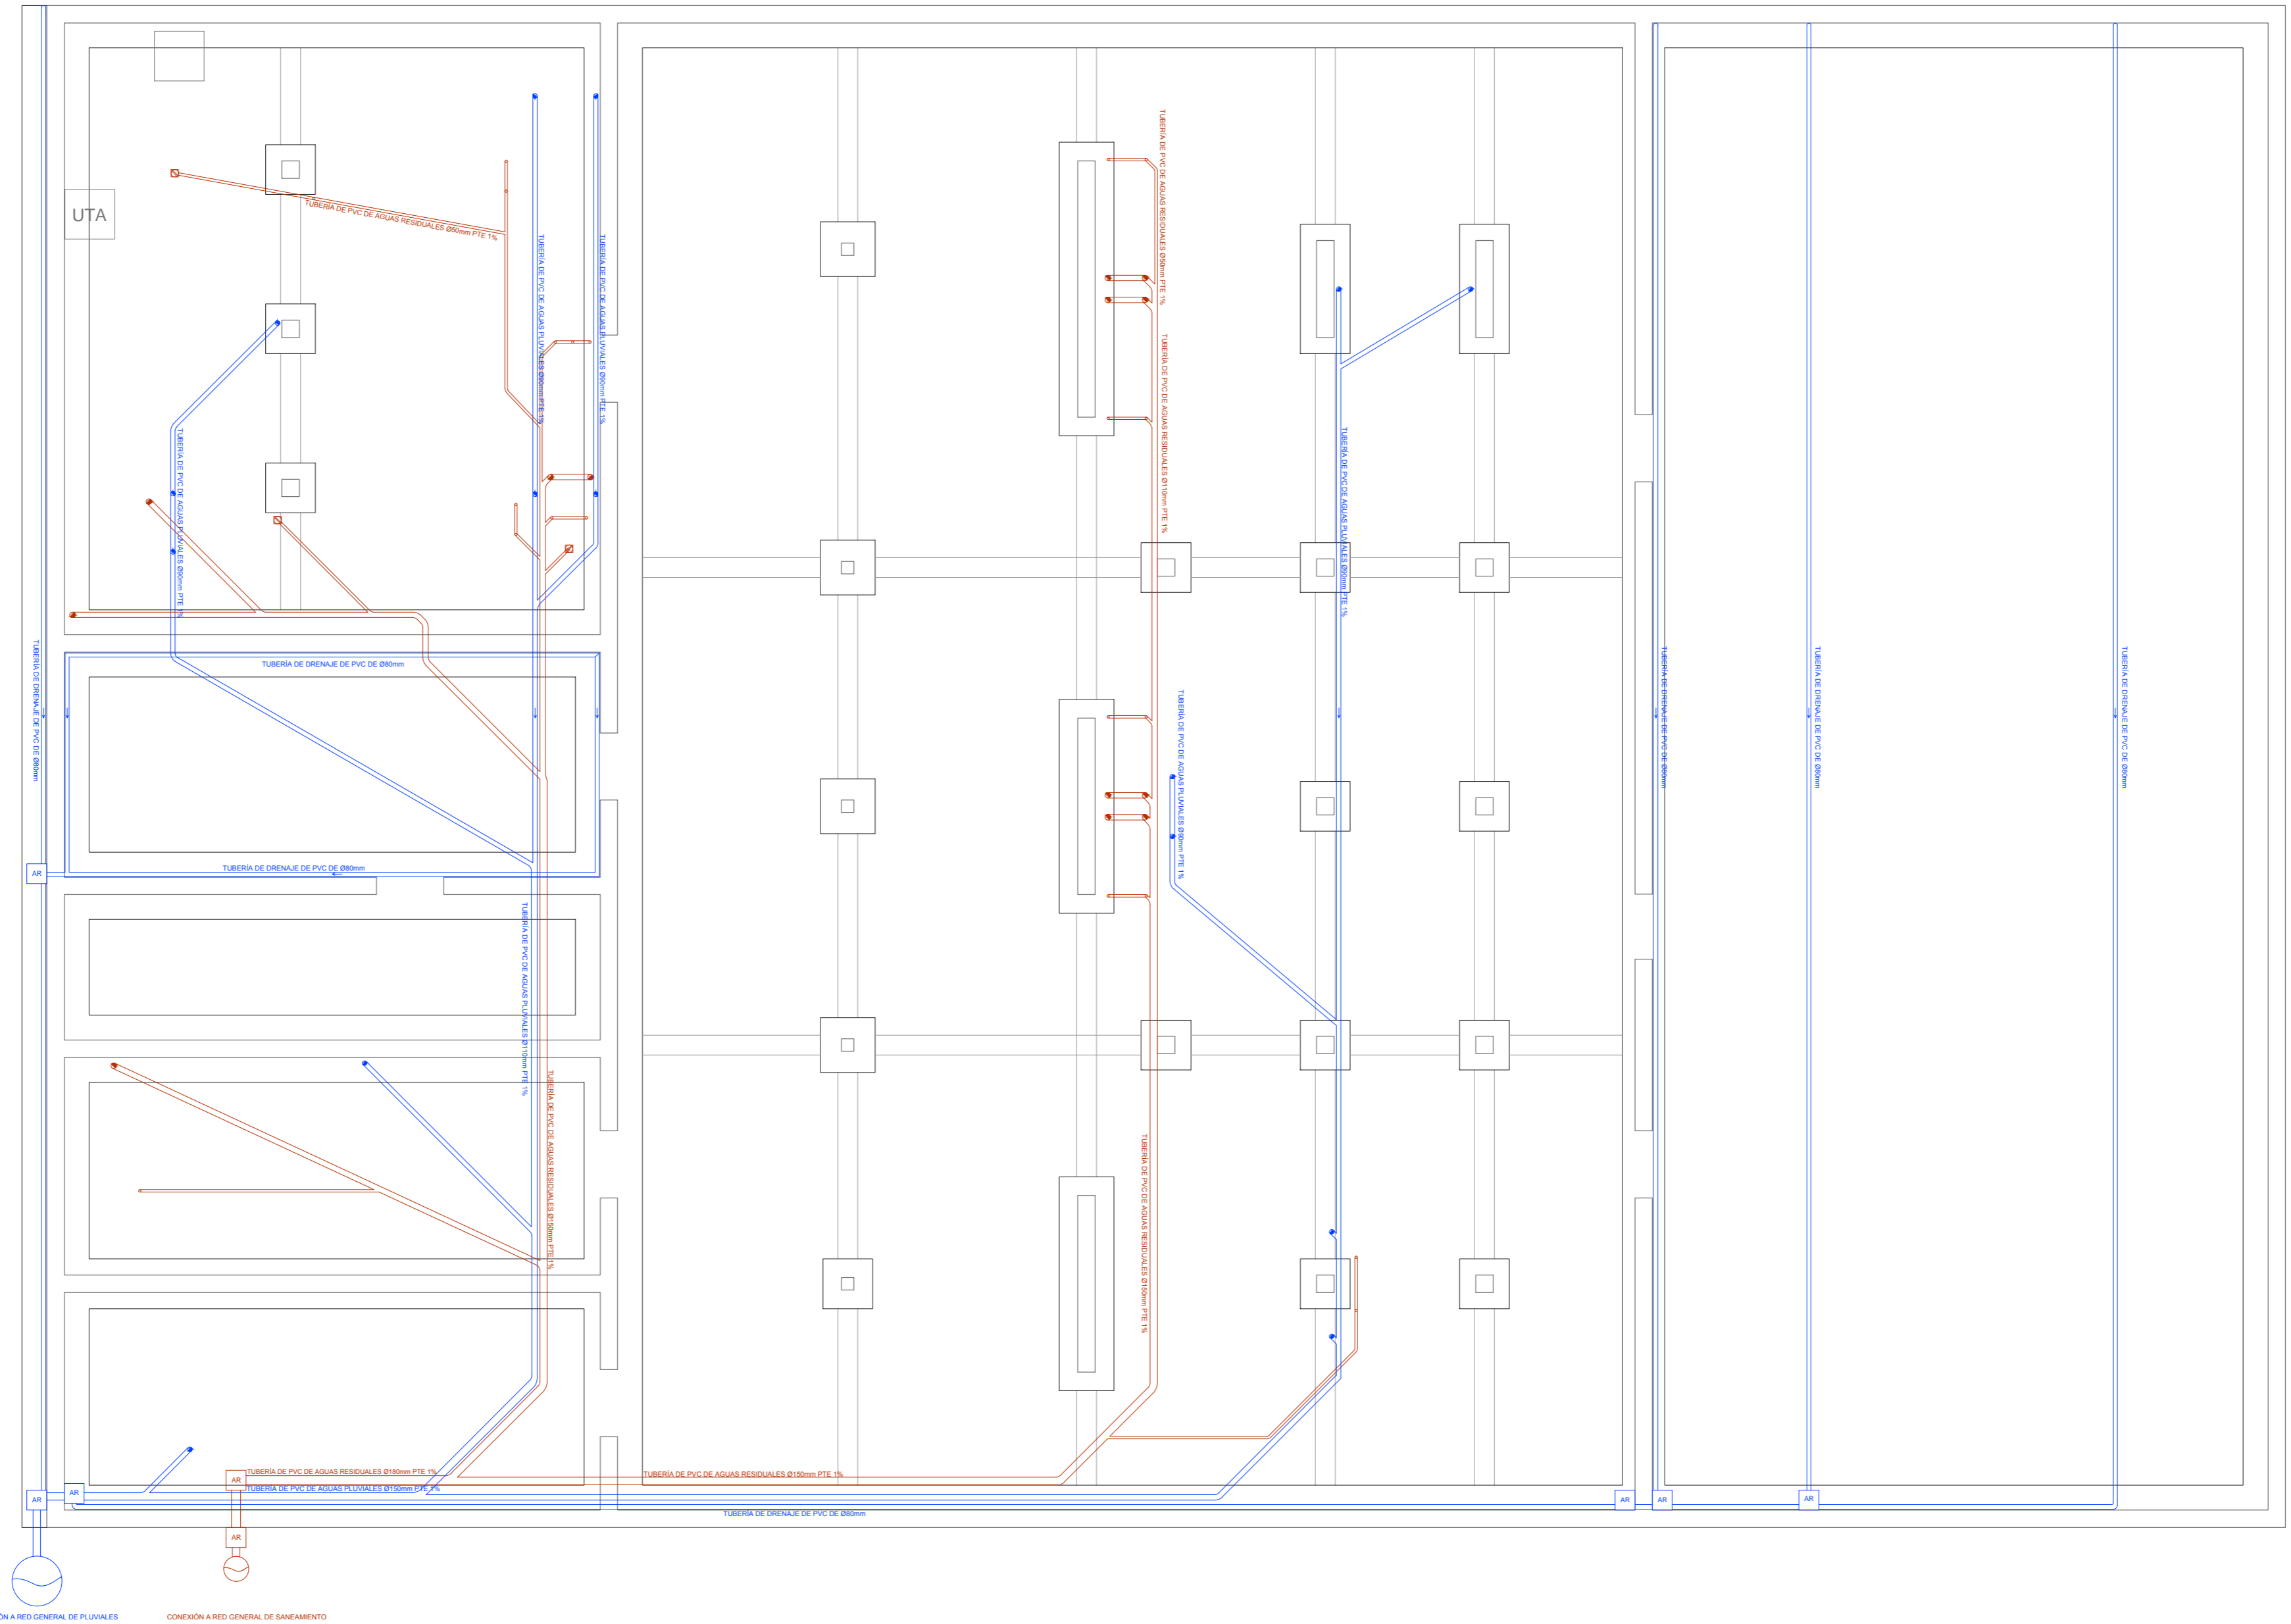 TUBERÍA DE PVC DE AGUAS RESIDUALES Ø50mm PTE 1%
UTA
TUBERÍA DE PVC DE AGUAS RESIDUALES Ø50mm PTE 1%
TUBERÍA DE PVC DE AGUAS PLUVIALES Ø90mm PTE 1%
TUBERÍA DE PVC DE AGUAS PLUVIALES Ø90mm PTE 1%
TUBERÍA DE PVC DE AGUAS RESIDUALES Ø110mm PTE 1%
TUBERÍA DE PVC DE AGUAS PLUVIALES Ø90mm PTE 1%
TUBERÍA DE PVC DE AGUAS PLUVIALES Ø90mm PTE 1%
TUBERÍA DE DRENAJE DE PVC DE Ø80mm
TUBERÍA DE DRENAJE DE PVC DE Ø80mm
TUBERÍA DE DRENAJE DE PVC DE Ø80mm
TUBERÍA DE DRENAJE DE PVC DE Ø80mm
TUBERÍA DE DRENAJE DE PVC DE Ø80mm
TUBERÍA DE PVC DE AGUAS PLUVIALES Ø90mm PTE 1%
AR
TUBERÍA DE DRENAJE DE PVC DE Ø80mm
TUBERÍA DE PVC DE AGUAS PLUVIALES Ø110mm PTE 1%
TUBERÍA DE PVC DE AGUAS RESIDUALES Ø150mm PTE 1%
TUBERÍA DE PVC DE AGUAS RESIDUALES Ø150mm PTE 1%
AR
TUBERÍA DE PVC DE AGUAS RESIDUALES Ø180mm PTE 1%
TUBERÍA DE PVC DE AGUAS RESIDUALES Ø150mm PTE 1%
AR
AR
TUBERÍA DE PVC DE AGUAS PLUVIALES Ø150mm PTE 1%
AR
AR
AR
TUBERÍA DE DRENAJE DE PVC DE Ø80mm
AR
ÓN A RED GENERAL DE PLUVIALES
CONEXIÓN A RED GENERAL DE SANEAMIENTO